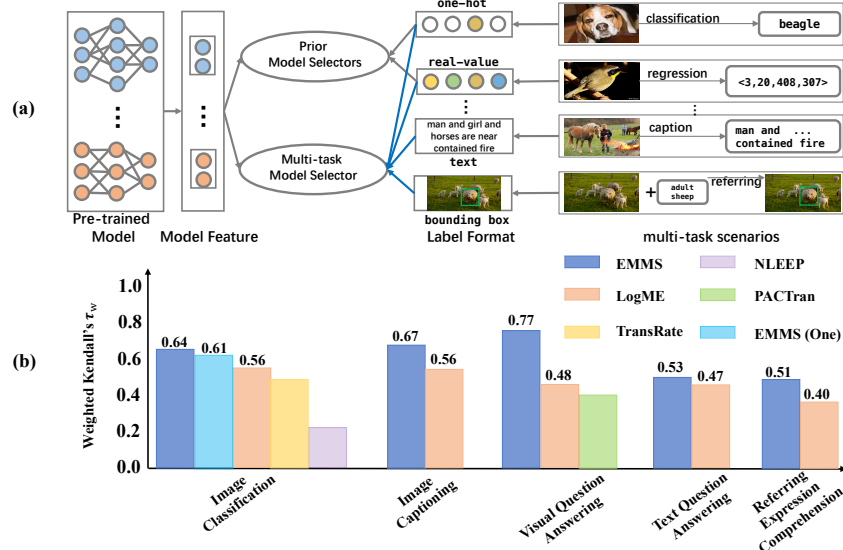 (a)
Pre-trained
Model
Model Feature
Prior
Model Selectors
Multi-task
Model Selector
one-hot
real-value
man and girl and
horses are near
contained fire
text
bounding box
Label Format
classification
beagle
regression
<3,20,408,307>
caption
man and ...
contained fire
+
adult
sheep
referring
multi-task scenarios
(b)
Weighted Kendall's τw
1.0
0.8
0.6
0.4
0.2
0.0
EMMS
LogME
TransRate
NLEEP
PACTran
EMMS (One)
0.64
0.61
0.56
0.67
0.56
0.77
0.48
0.53
0.47
0.51
0.40
Image
Classification
Image
Captioning
Visual Question
Answering
Text Question
Answering
Referring
Expression
Comprehension